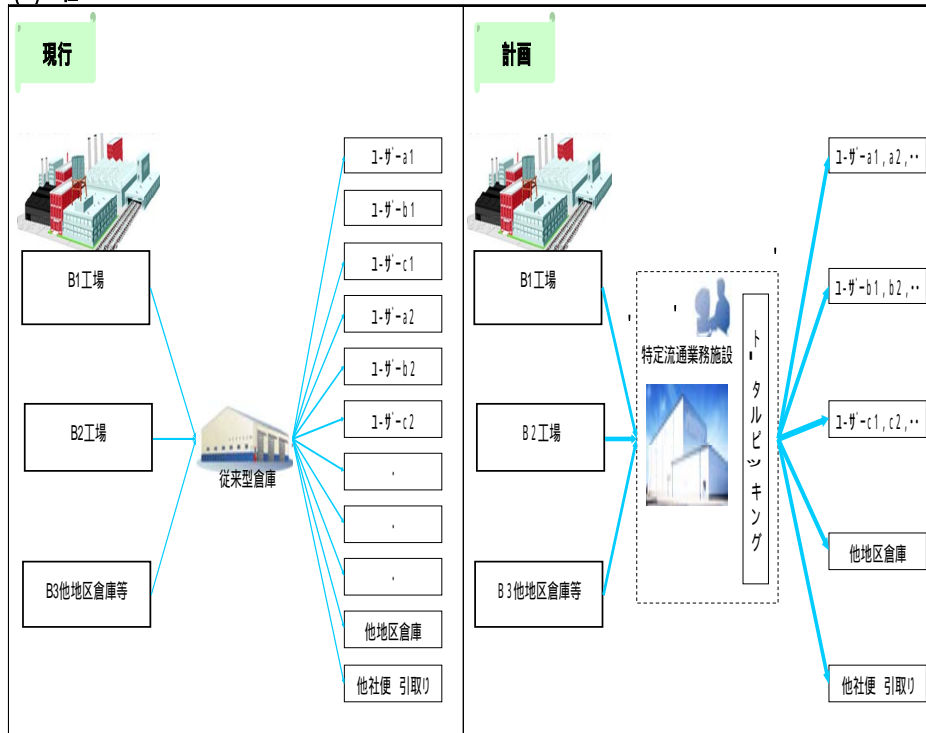 現行
ユーザーa1
ユーザーb1
B1工場
ユーザーc1
ユーザーa2
ユーザーb2
B2工場
ユーザーc2
従来型倉庫
・
・
・
B3他地区倉庫等
他地区倉庫
他社便 引取り
計画
ユーザーa1,a2,・・
B1工場
ユーザーb1,b2,・・
特定流通業務施設
トータルピッキング
B2工場
ユーザーc1,c2,・・
他地区倉庫
B3他地区倉庫等
他社便 引取り